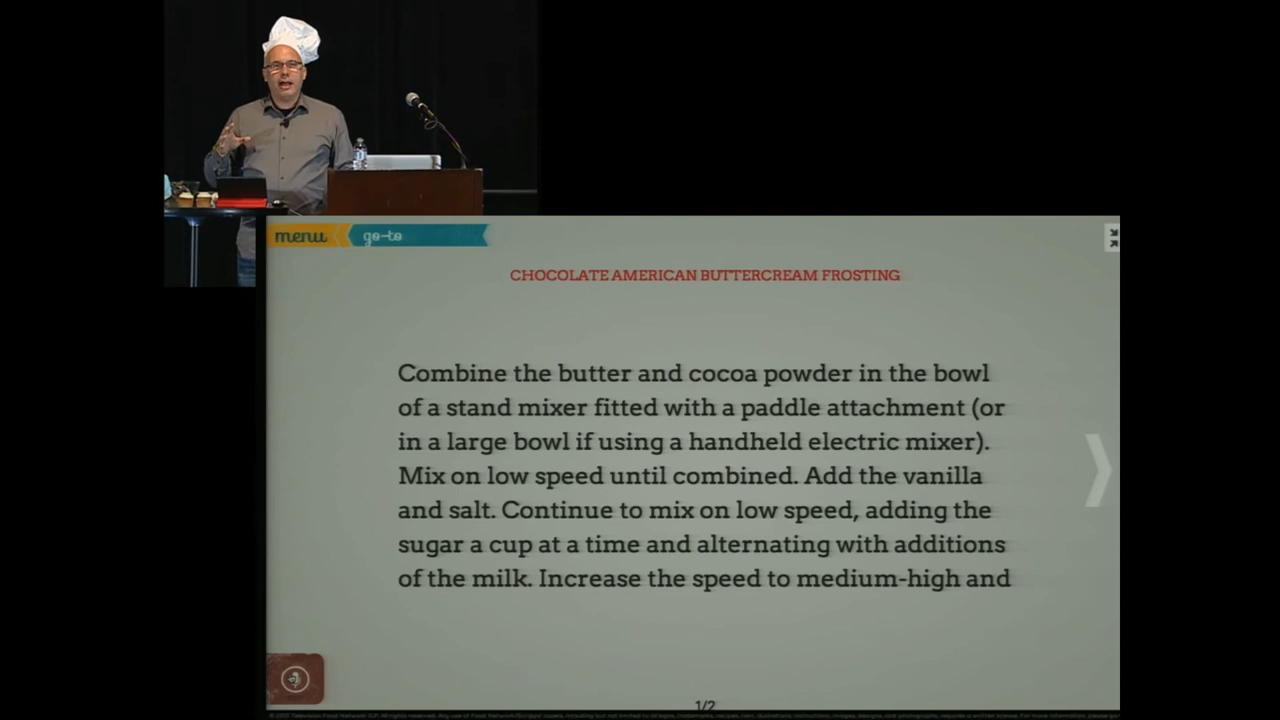 menu
go-to
CHOCOLATE AMERICAN BUTTERCREAM FROSTING
Combine the butter and cocoa powder in the bowl
of a stand mixer fitted with a paddle attachment (or
in a large bowl if using a handheld electric mixer).
Mix on low speed until combined. Add the vanilla
and salt. Continue to mix on low speed, adding the
sugar a cup at a time and alternating with additions
of the milk. Increase the speed to medium-high and
1/2